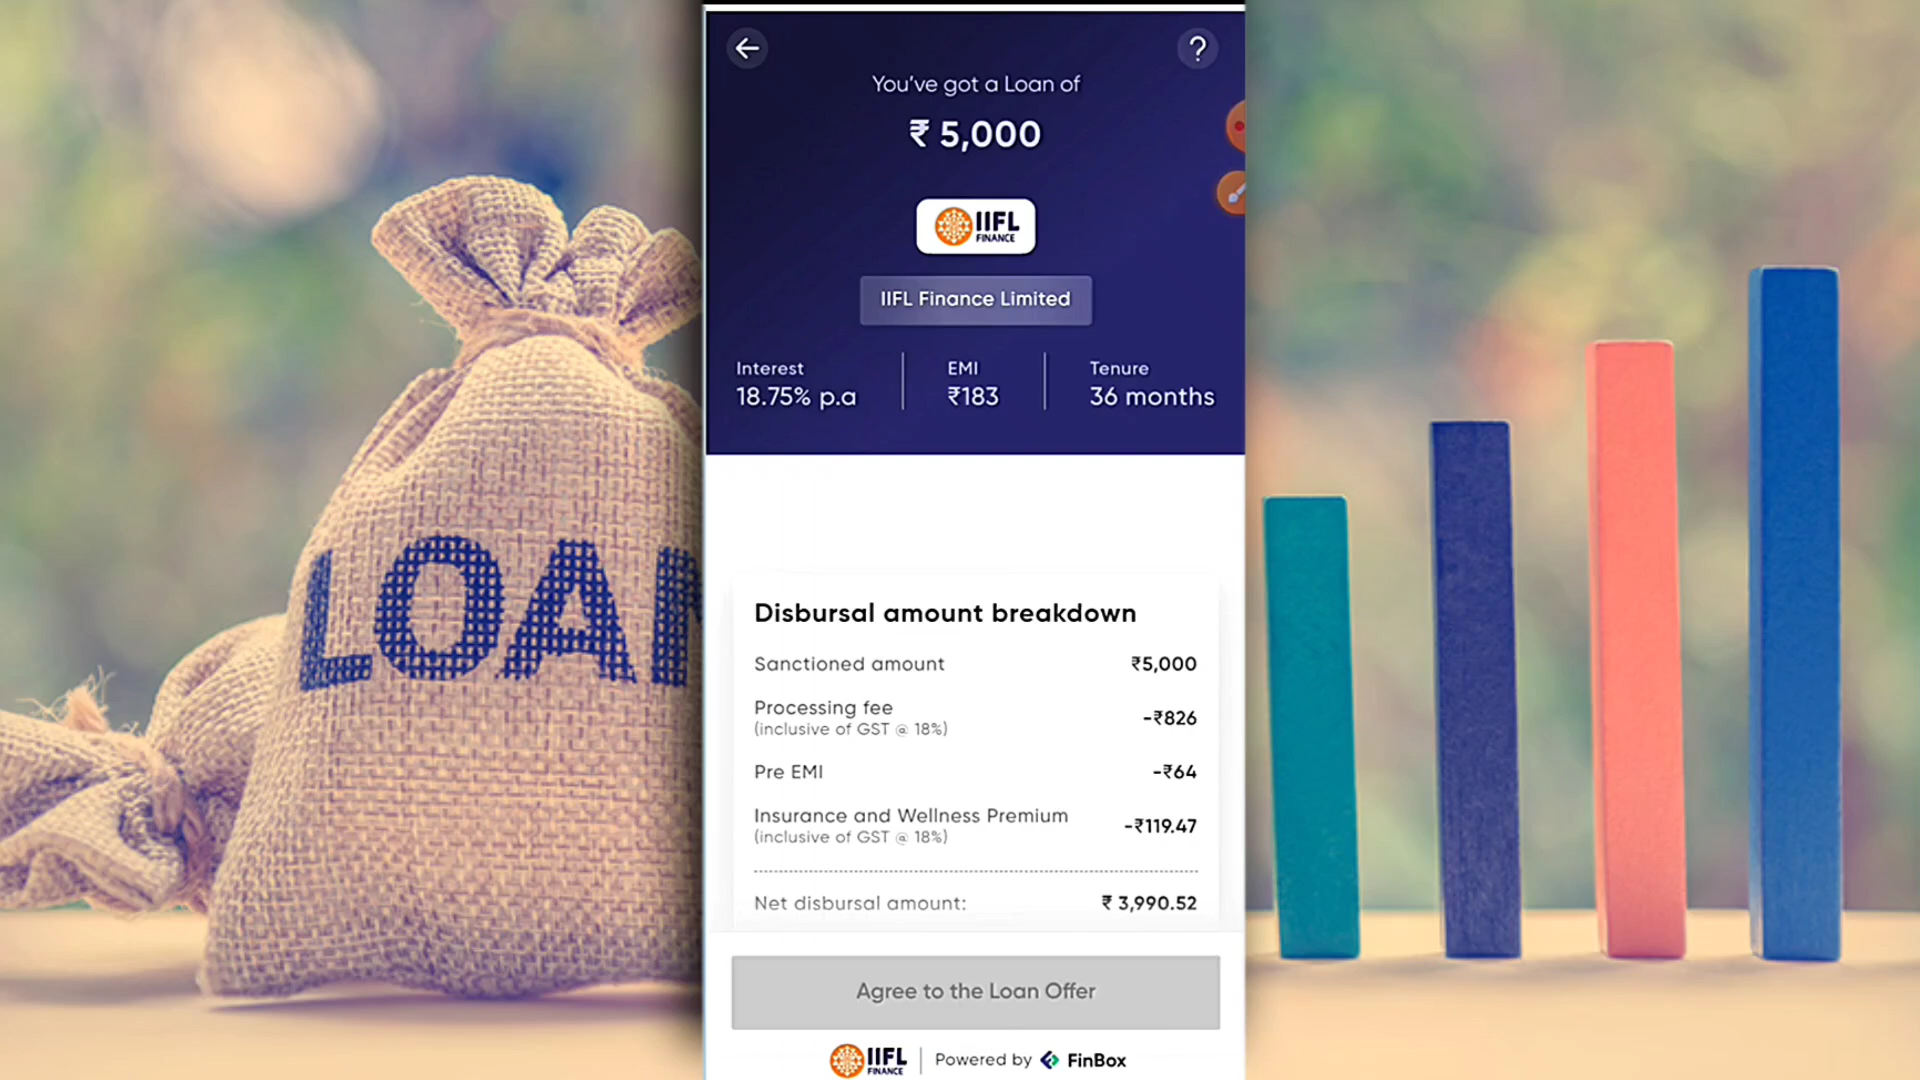 You've got a Loan of
₹ 5,000
IIFL
FINANCE
IIFL Finance Limited
Interest
18.75% p.a
EMI
₹183
Tenure
36 months
LOAN
Disbursal amount breakdown
Sanctioned amount ₹5,000
Processing fee
(inclusive of GST @ 18%)
-₹826
Pre EMI -₹64
Insurance and Wellness Premium
(inclusive of GST @ 18%)
-₹119.47
Net disbursal amount: ₹ 3,990.52
Agree to the Loan Offer
IIFL
FINANCE
Powered by FinBox